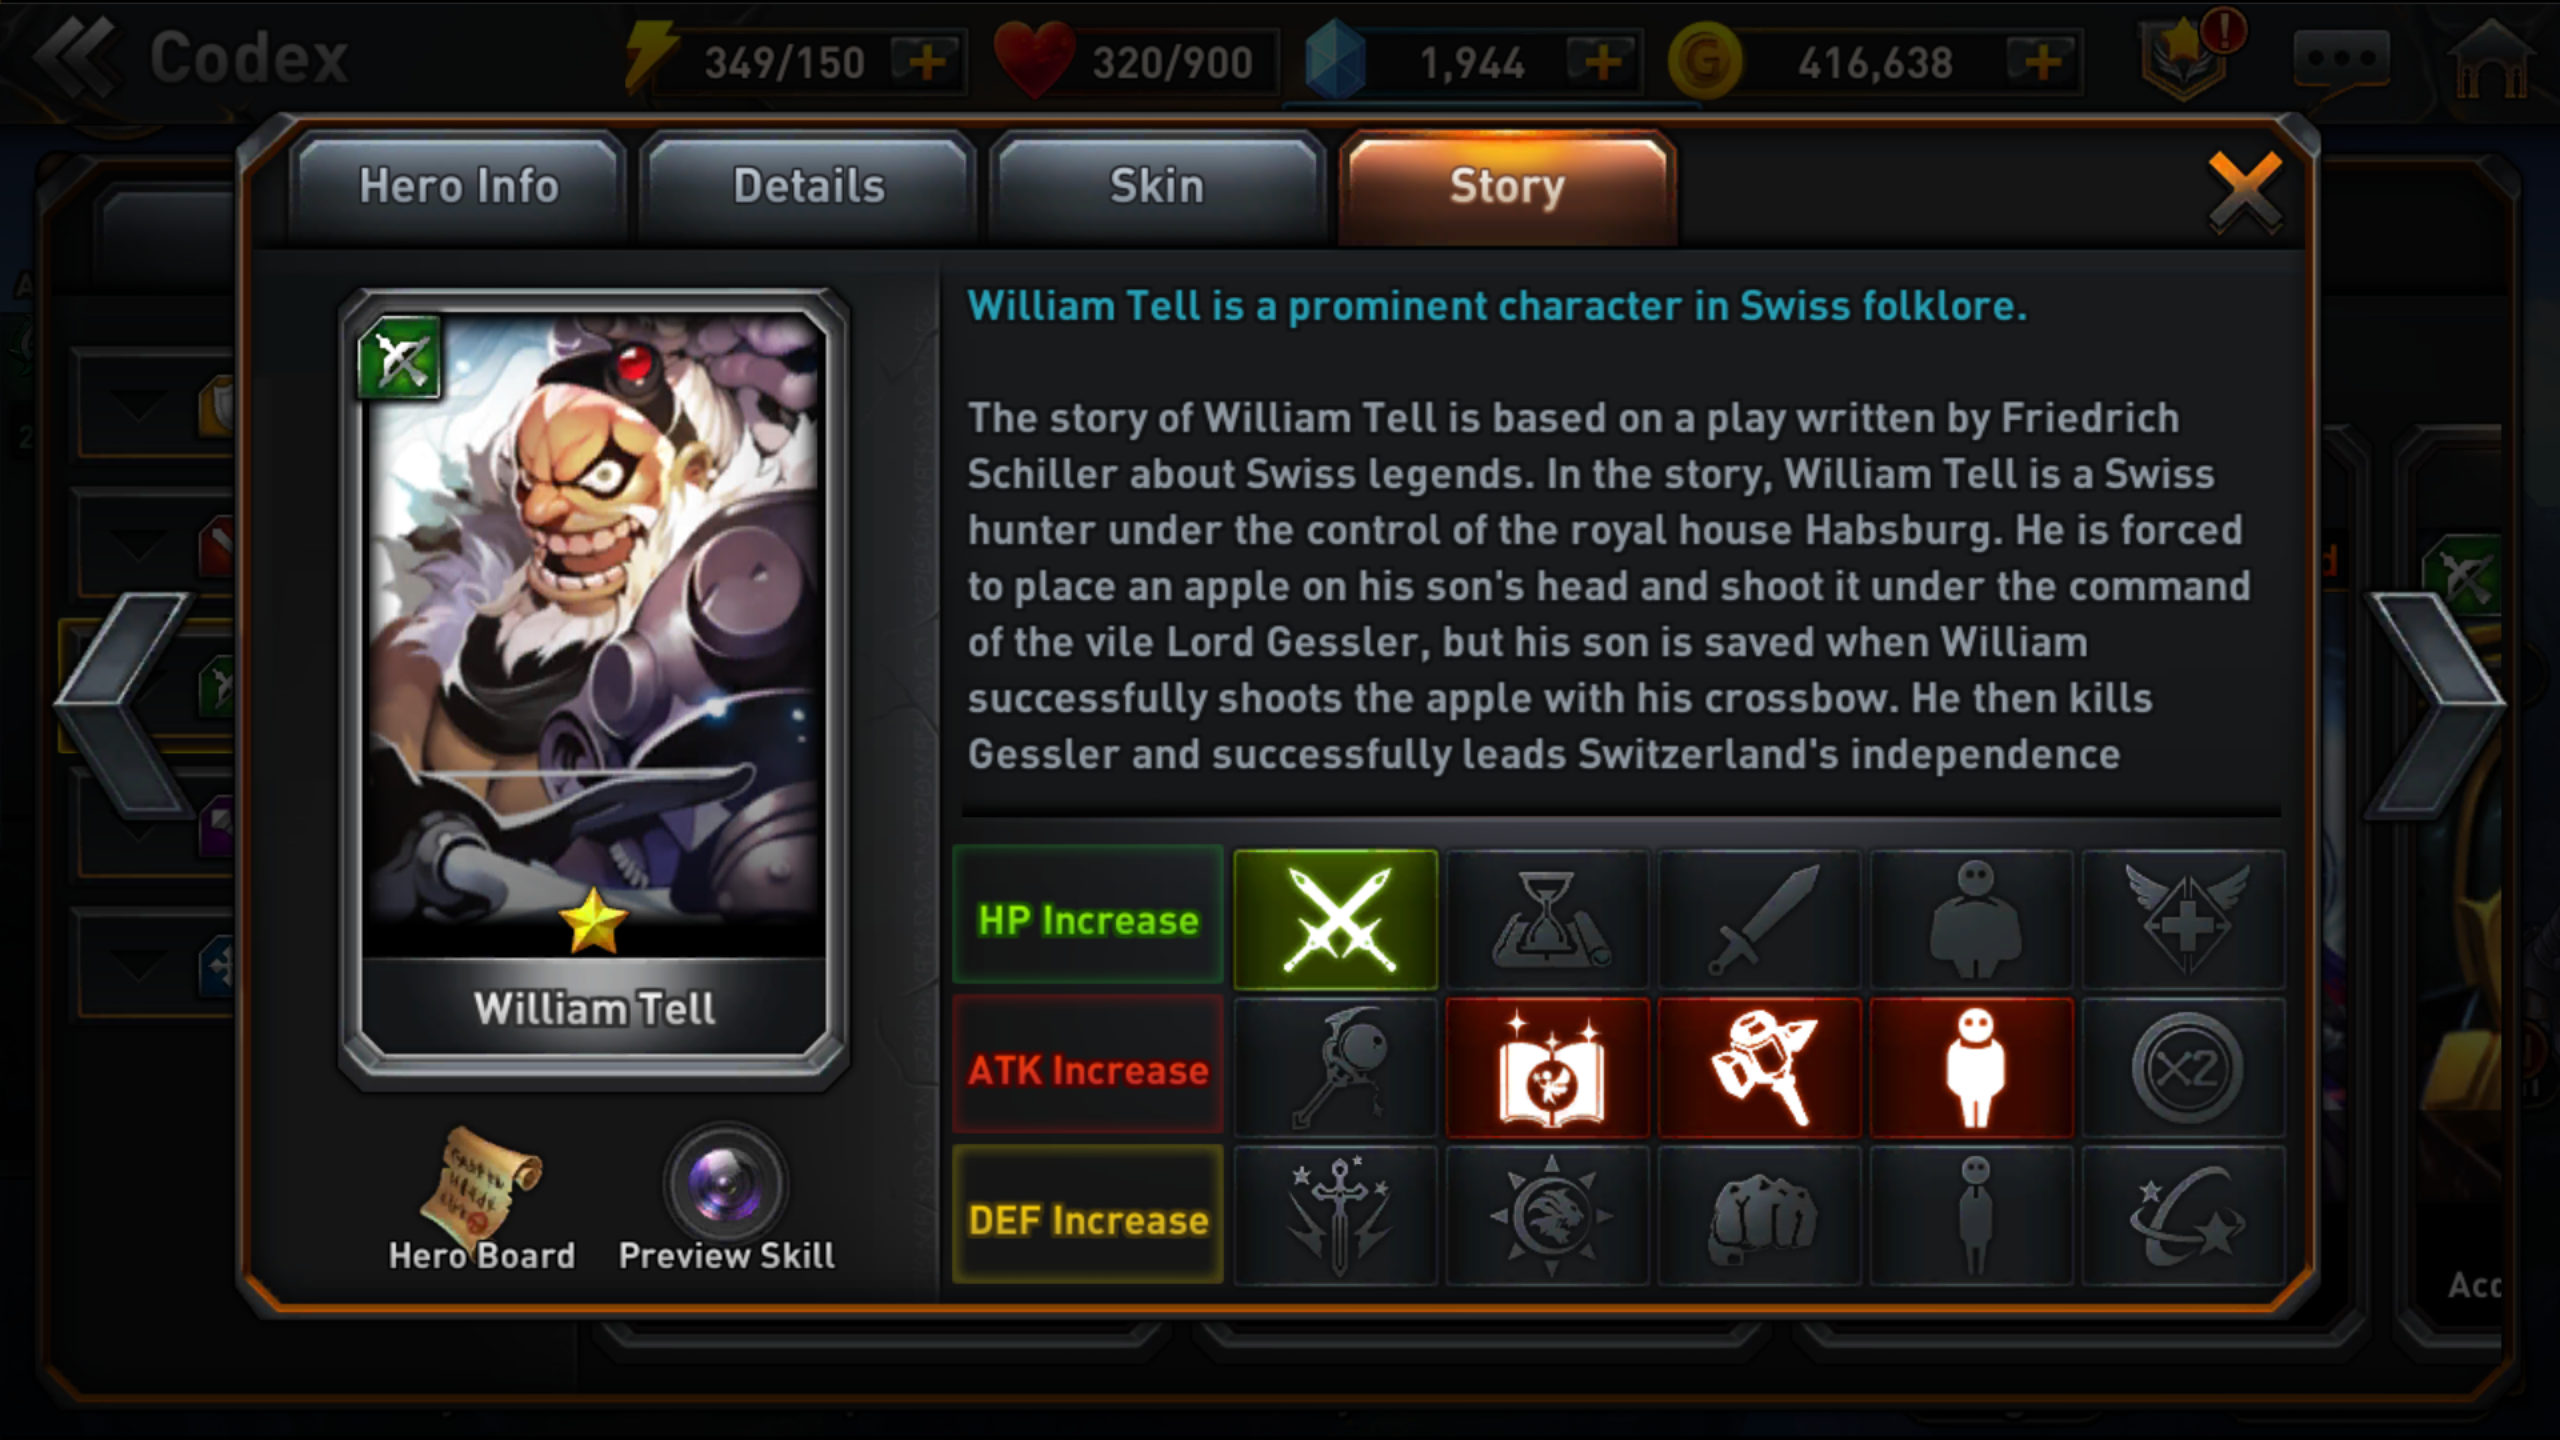 Codex
349/150
320/900
1,944
416,638
Hero Info
Details
Skin
Story
William Tell is a prominent character in Swiss folklore.
The story of William Tell is based on a play written by Friedrich
Schiller about Swiss legends. In the story, William Tell is a Swiss
hunter under the control of the royal house Habsburg. He is forced
to place an apple on his son's head and shoot it under the command
of the vile Lord Gessler, but his son is saved when William
successfully shoots the apple with his crossbow. He then kills
Gessler and successfully leads Switzerland's independence
William Tell
Hero Board
Preview Skill
HP Increase
ATK Increase
X2
DEF Increase